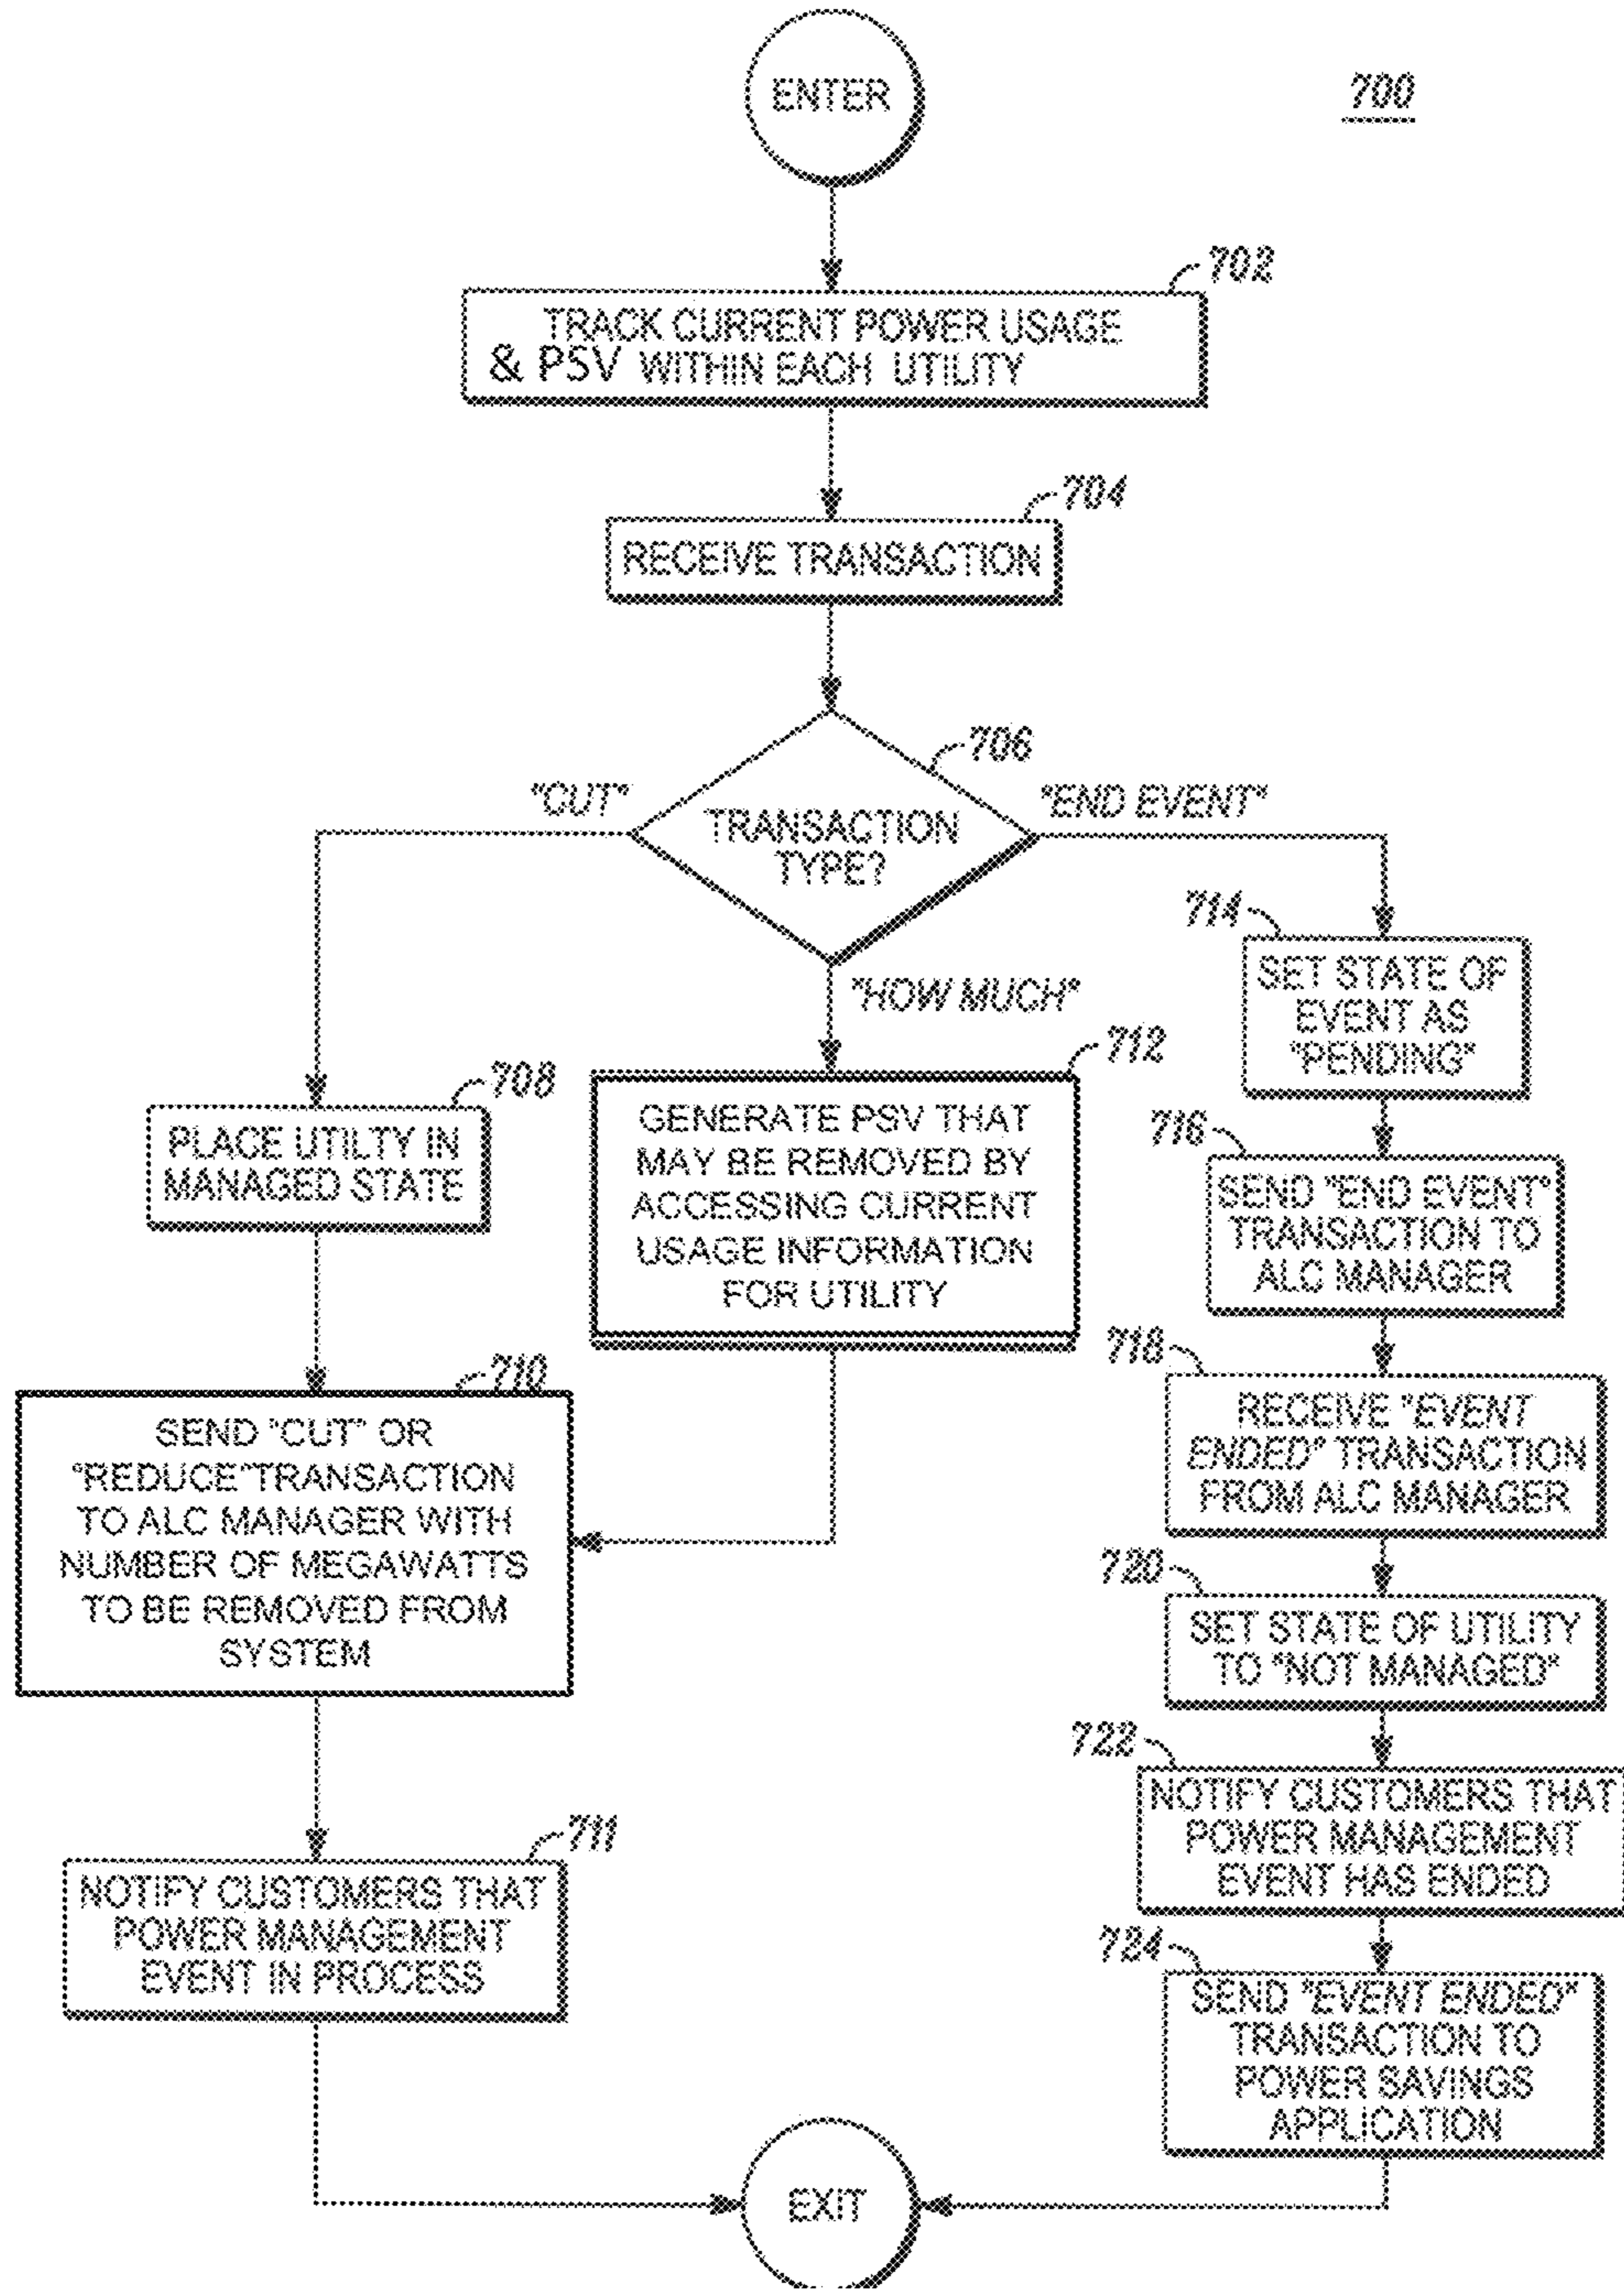 ENTER
700
702
TRACK CURRENT POWER USAGE
& PSV WITHIN EACH UTILITY
704
RECEIVE TRANSACTION
706
TRANSACTION
TYPE?
"CUT"
"HOW MUCH"
"END EVENT"
708
PLACE UTILTY IN
MANAGED STATE
710
SEND "CUT" OR
"REDUCE"TRANSACTION
TO ALC MANAGER WITH
NUMBER OF MEGAWATTS
TO BE REMOVED FROM
SYSTEM
711
NOTIFY CUSTOMERS THAT
POWER MANAGEMENT
EVENT IN PROCESS
712
GENERATE PSV THAT
MAY BE REMOVED BY
ACCESSING CURRENT
USAGE INFORMATION
FOR UTILITY
714
SET STATE OF
EVENT AS
"PENDING"
716
SEND "END EVENT"
TRANSACTION TO
ALC MANAGER
718
RECEIVE "EVENT
ENDED" TRANSACTION
FROM ALC MANAGER
720
SET STATE OF UTILITY
TO "NOT MANAGED"
722
NOTIFY CUSTOMERS THAT
POWER MANAGEMENT
EVENT HAS ENDED
724
SEND "EVENT ENDED"
TRANSACTION TO
POWER SAVINGS
APPLICATION
EXIT